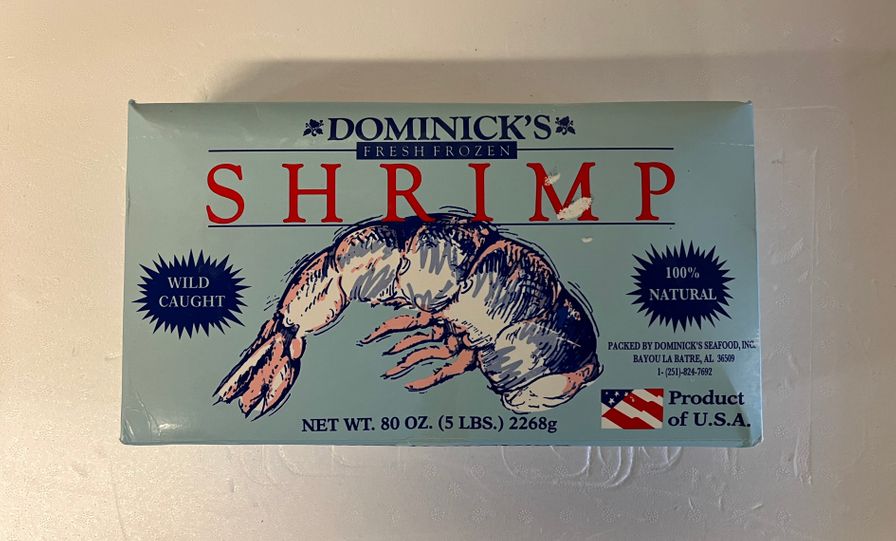 DOMINICK'S
FRESH FROZEN
SHRIMP
WILD
CAUGHT
100%
NATURAL
PACKED BY DOMINICK'S SEAFOOD, INC.
BAYOU LA BATRE, AL 36509
1- (251)-824-7692
Product
of U.S.A.
NET WT. 80 OZ. (5 LBS.) 2268g